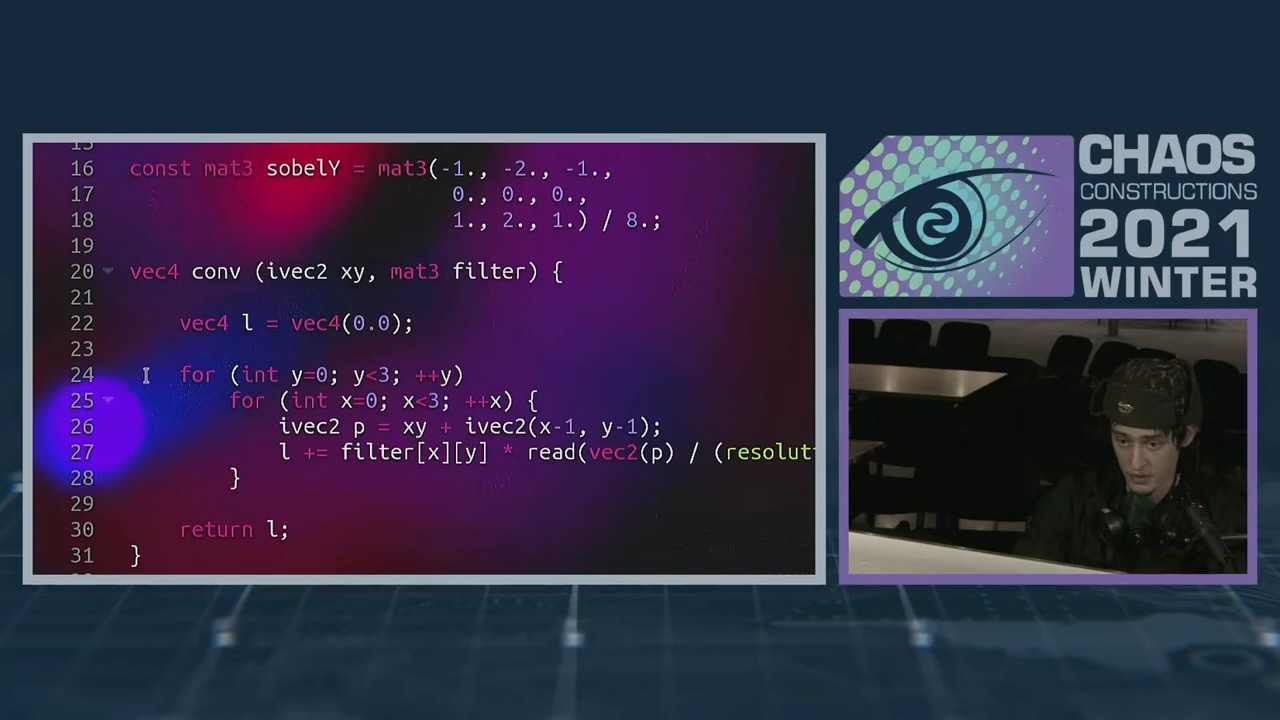 15
16 const mat3 sobelY = mat3(-1., -2., -1.,
17 0., 0., 0.,
18 1., 2., 1.) / 8.;
19
20 vec4 conv (ivec2 xy, mat3 filter) {
21
22 vec4 l = vec4(0.0);
23
24 for (int y=0; y<3; ++y)
25 for (int x=0; x<3; ++x) {
26 ivec2 p = xy + ivec2(x-1, y-1);
27 l += filter[x][y] * read(vec2(p) / (resolut
28 }
29
30 return l;
31 }
CHAOS
CONSTRUCTIONS
2021
WINTER